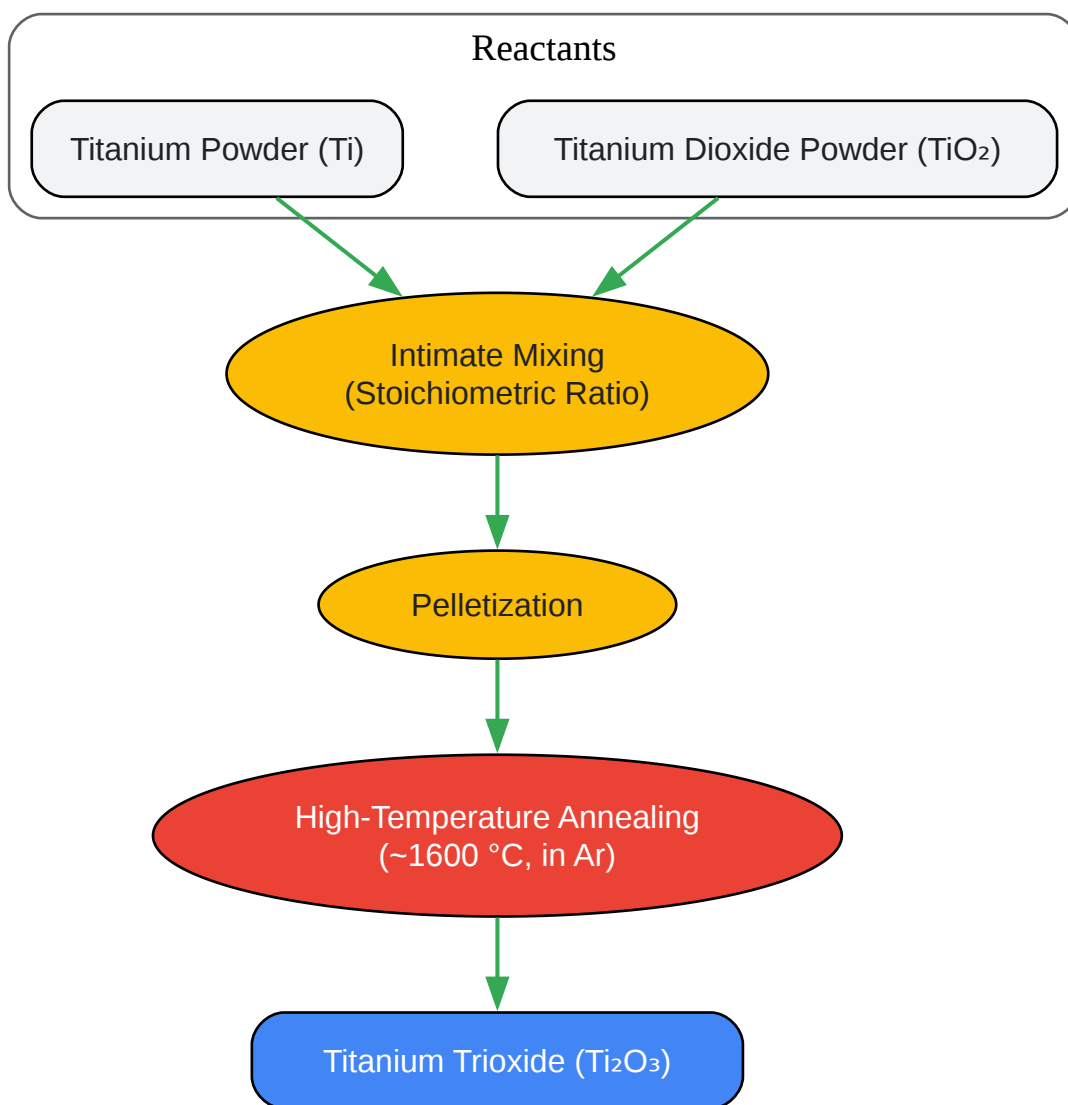 Reactants
Titanium Powder (Ti)
Titanium Dioxide Powder (TiO₂)
Intimate Mixing
(Stoichiometric Ratio)
Pelletization
High-Temperature Annealing
(~1600 °C, in Ar)
Titanium Trioxide (Ti₂O₃)